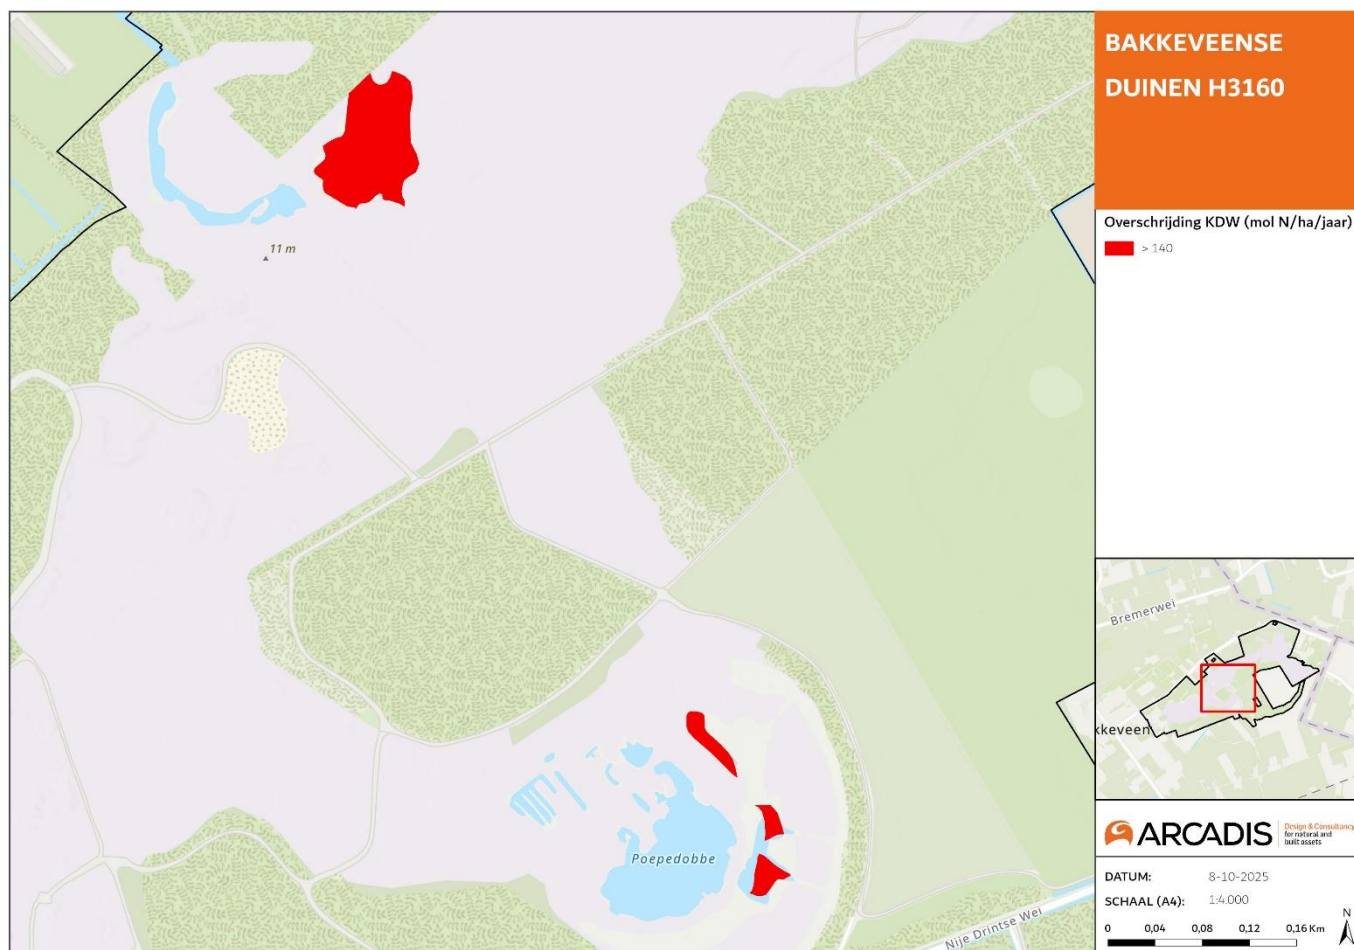 BAKKEVEENSE
DUINEN H3160
Overschrijding KDW (mol N/ha/jaar)
> 140
11 m
Poepedobbe
Nije Drintse Wei
Bremerwei
kkeveen
ARCADIS
Design & Consultancy
for natural and
built assets
DATUM: 8-10-2025
SCHAAL (A4): 1:4.000
0 0,04 0,08 0,12 0,16 Km
N